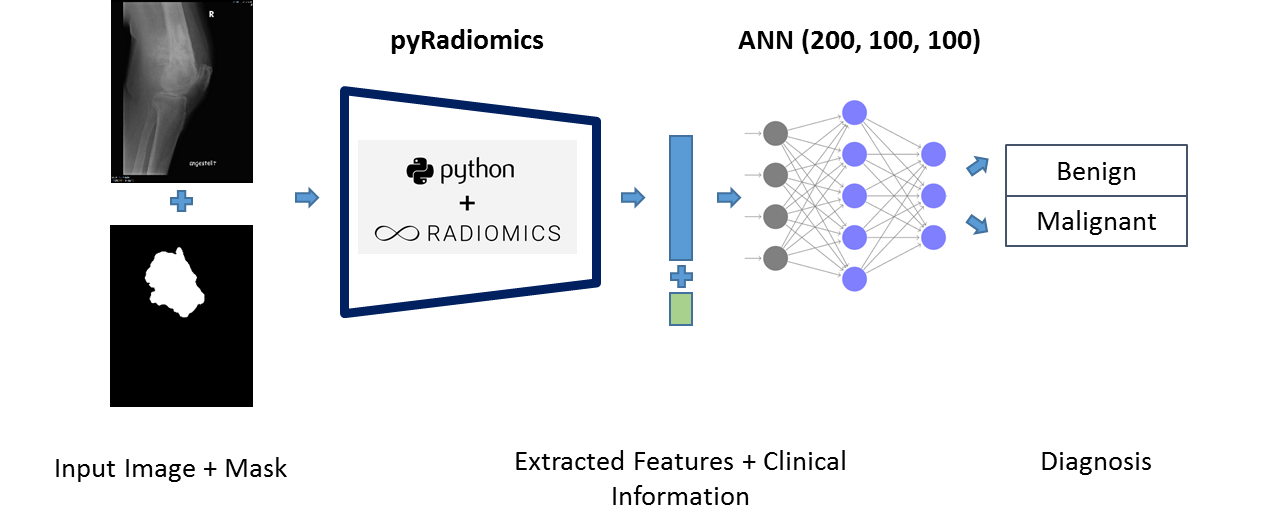 R
angestellt
pyRadiomics
python
+
RADIOMICS
ANN (200, 100, 100)
Benign
Malignant
Input Image + Mask
Extracted Features + Clinical
Information
Diagnosis